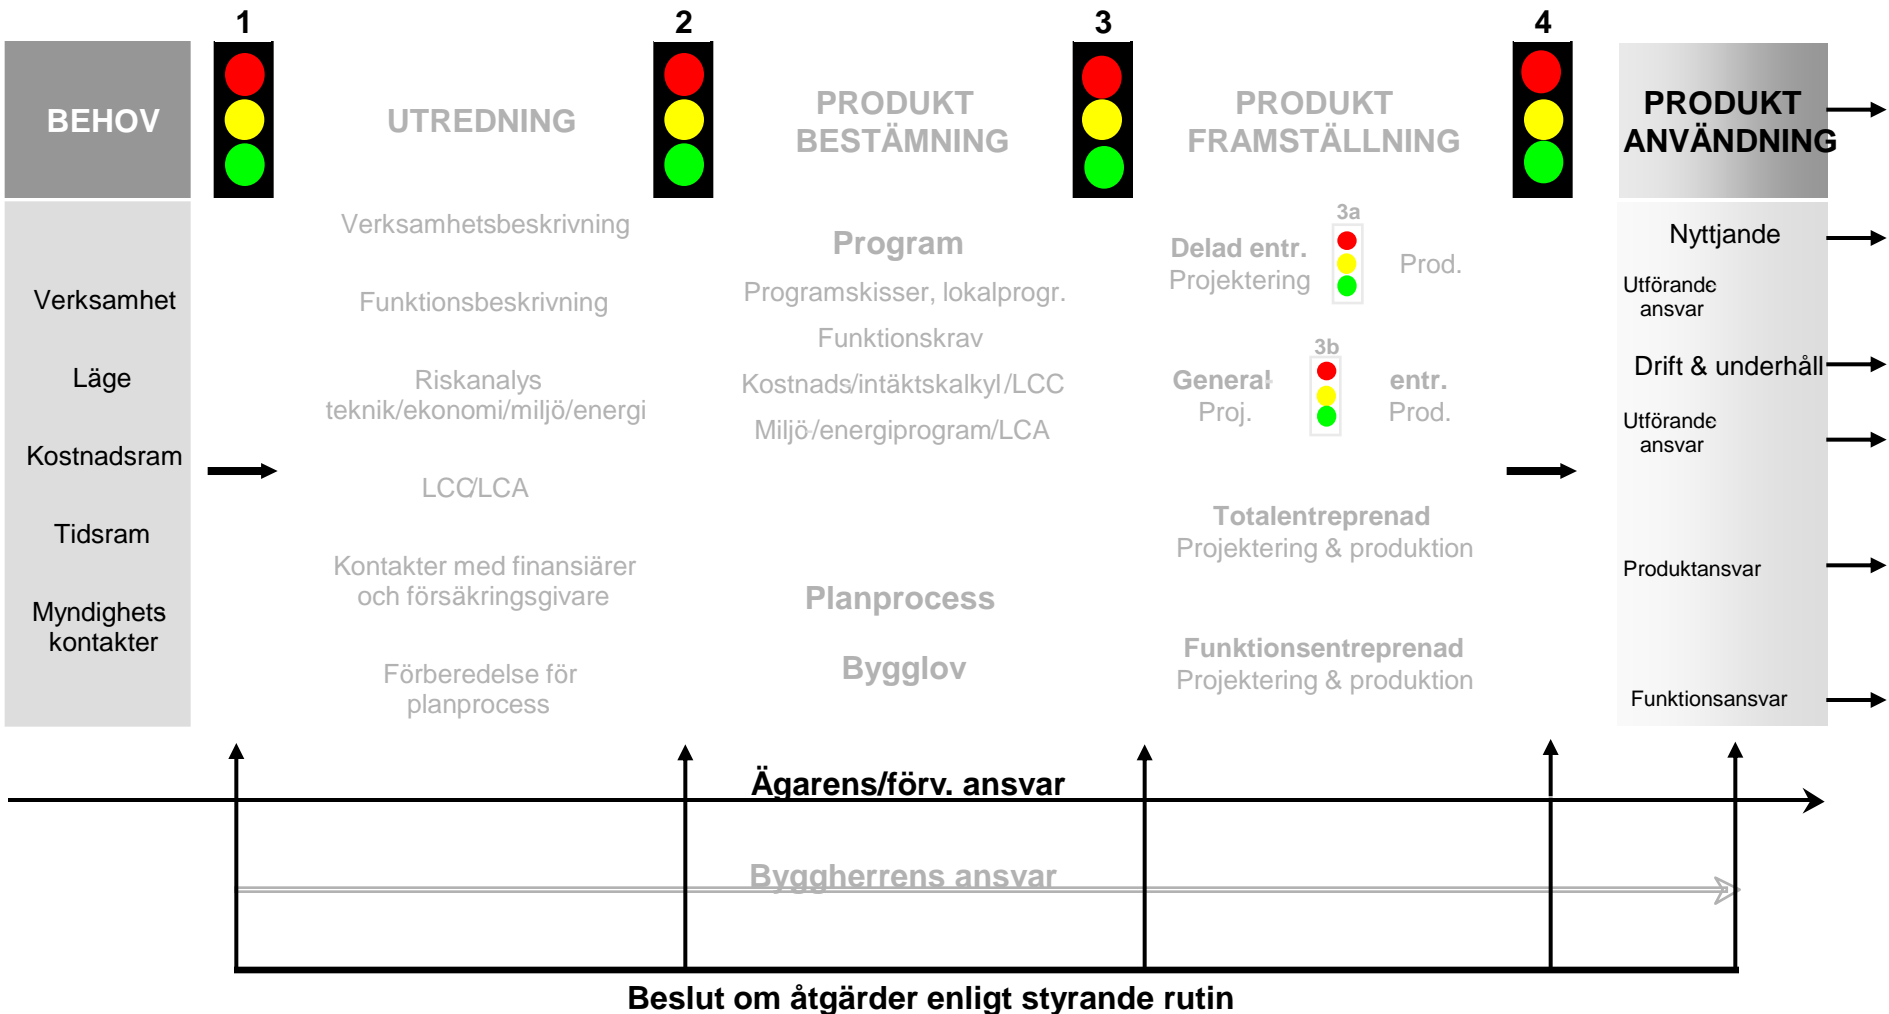 1
2
3
4
BEHOV
UTREDNING
PRODUKT
BESTÄMNING
PRODUKT
FRAMSTÄLLNING
PRODUKT
ANVÄNDNING
Verksamhet
Läge
Kostnadsram
Tidsram
Myndighets
kontakter
Verksamhetsbeskrivning
Funktionsbeskrivning
Riskanalys
teknik/ekonomi/miljö/energi
LCC/LCA
Kontakter med finansiärer
och försäkringsgivare
Förberedelse för
planprocess
Program
Programskisser, lokalprogr.
Funktionskrav
Kostnads/intäktskalkyl/LCC
Miljö-/energiprogram/LCA
Planprocess
Bygglov
3a
Delad entr.
Projektering
Prod.
3b
General-
entr.
Proj.
Prod.
Totalentreprenad
Projektering & produktion
Funktionsentreprenad
Projektering & produktion
Nyttjande
Utförande
ansvar
Drift & underhåll
Utförande
ansvar
Produktansvar
Funktionsansvar
Ägarens/förv. ansvar
Byggherrens ansvar
Beslut om åtgärder enligt styrande rutin